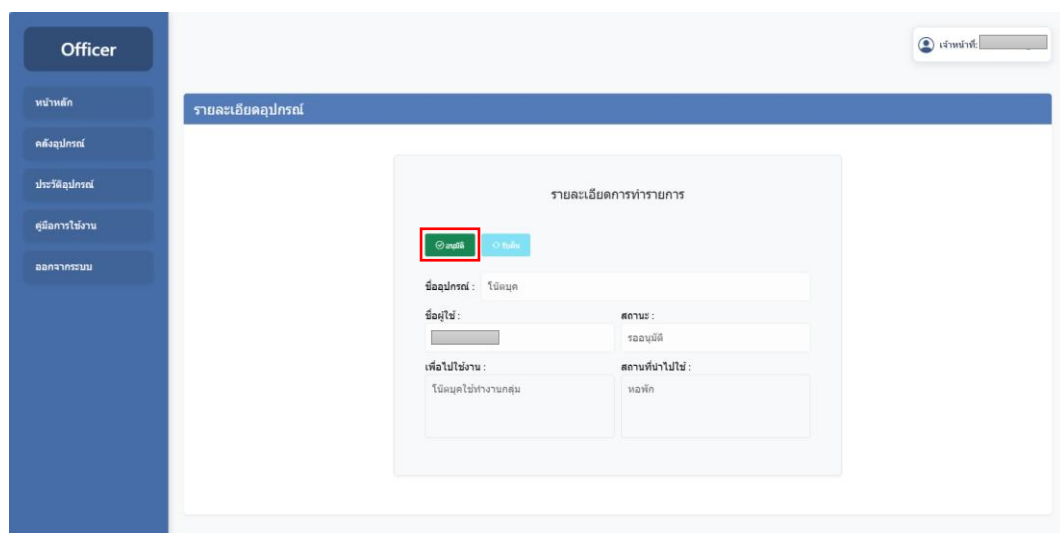 Officer
เจ้าหน้าที่:
หน้าหลัก
คลังอุปกรณ์
ประวัติอุปกรณ์
คู่มือการใช้งาน
ออกจากระบบ
รายละเอียดอุปกรณ์
รายละเอียดการทำรายการ
อนุมัติ
รับคืน
ชื่ออุปกรณ์ : โน้ตบุค
ชื่อผู้ใช้ :
สถานะ :
รออนุมัติ
เพื่อไปใช้งาน :
สถานที่นำไปใช้ :
โน้ตบุคใช้ทำงานกลุ่ม
หอพัก